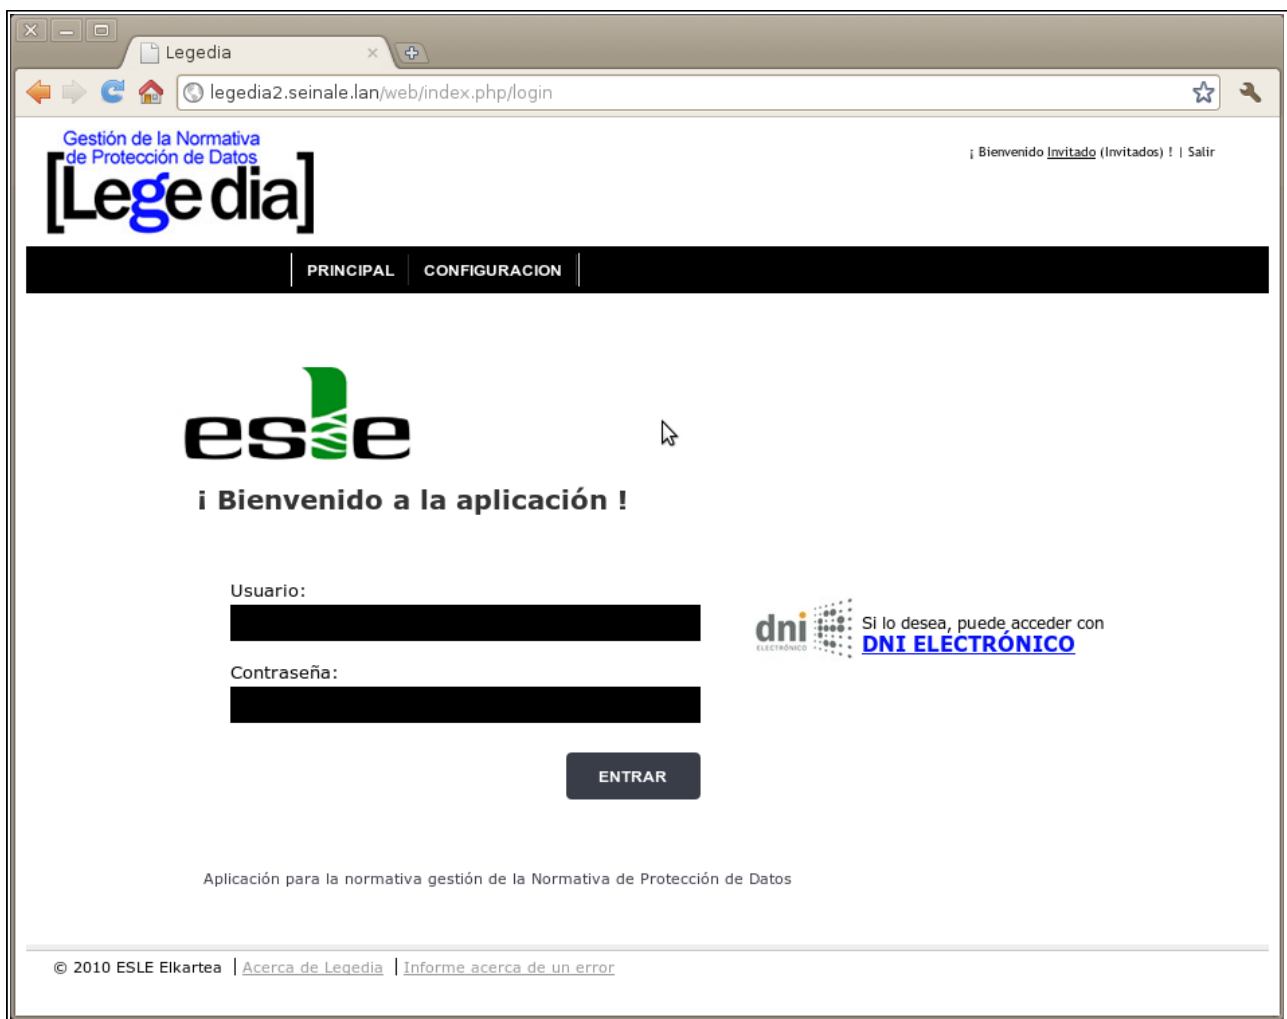 Legedia
legedia2.seinale.lan/web/index.php/login
Gestión de la Normativa
de Protección de Datos
[Legedia]
¡ Bienvenido Invitado (Invitados) ! | Salir
PRINCIPAL
CONFIGURACION
esle
¡ Bienvenido a la aplicación !
Usuario:
Contraseña:
ENTRAR
dni
ELECTRÓNICO
Si lo desea, puede acceder con
DNI ELECTRÓNICO
Aplicación para la normativa gestión de la Normativa de Protección de Datos
© 2010 ESLE Elkartea | Acerca de Legedia | Informe acerca de un error